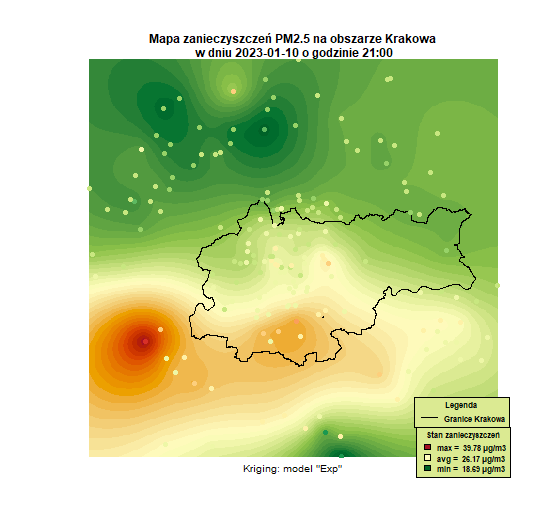 Mapa zanieczyszczeń PM2.5 na obszarze Krakowa
w dniu 2023-01-10 o godzinie 21:00
Legenda
Granice Krakowa
Stan zanieczyszczeń
max = 39.78 µg/m3
avg = 26.17 µg/m3
min = 18.69 µg/m3
Kriging: model "Exp"